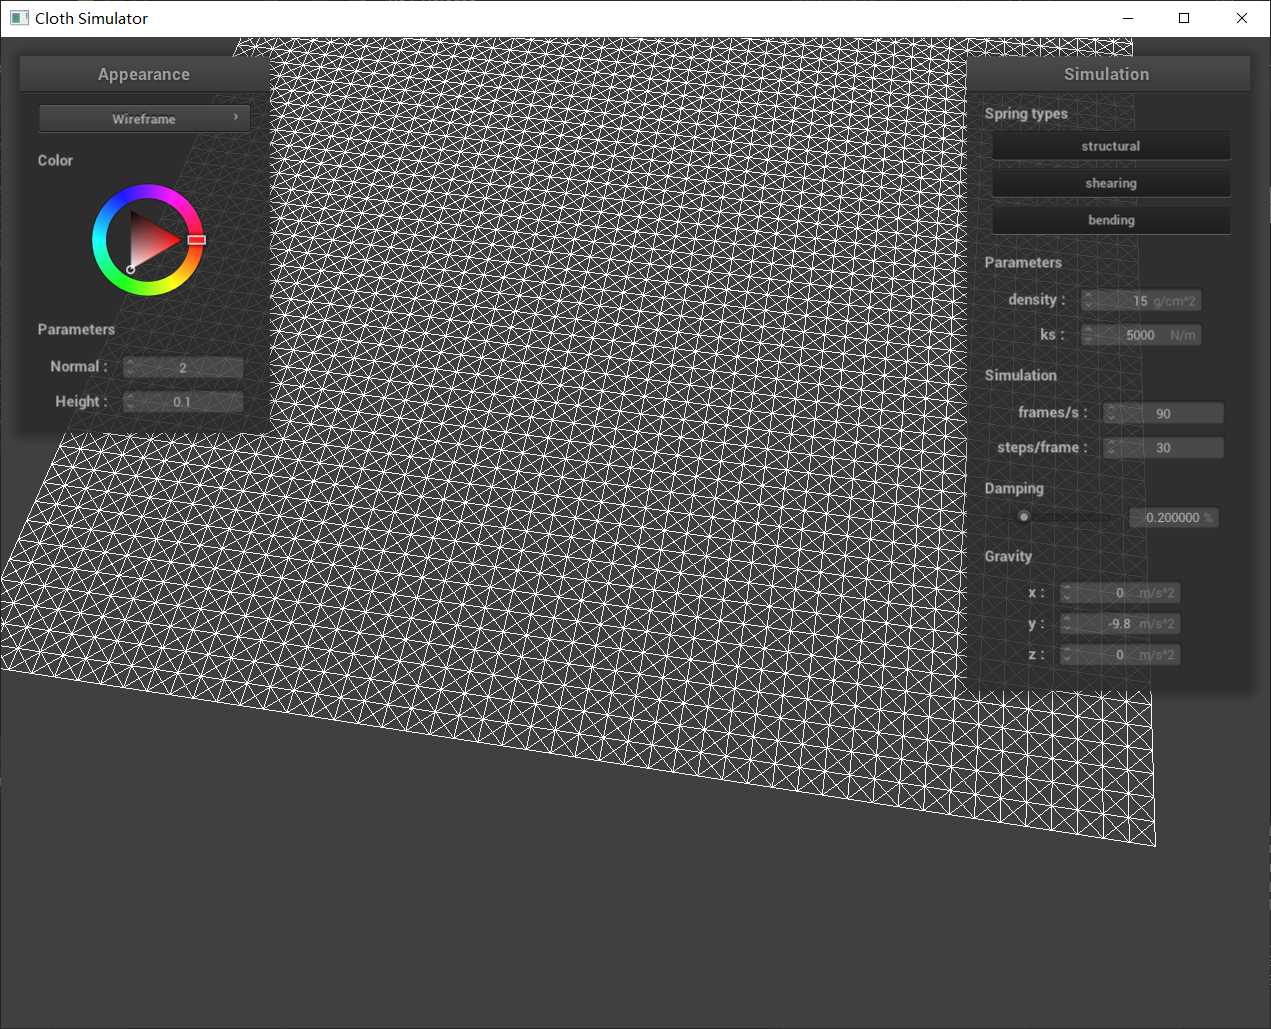 Cloth Simulator
Appearance
Wireframe
Color
Parameters
Normal : 2
Height : 0.1
Simulation
Spring types
structural
shearing
bending
Parameters
density : 15 g/cm^2
ks : 5000 N/m
Simulation
frames/s : 90
steps/frame : 30
Damping
0.200000 %
Gravity
x : 0 m/s^2
y : -9.8 m/s^2
z : 0 m/s^2